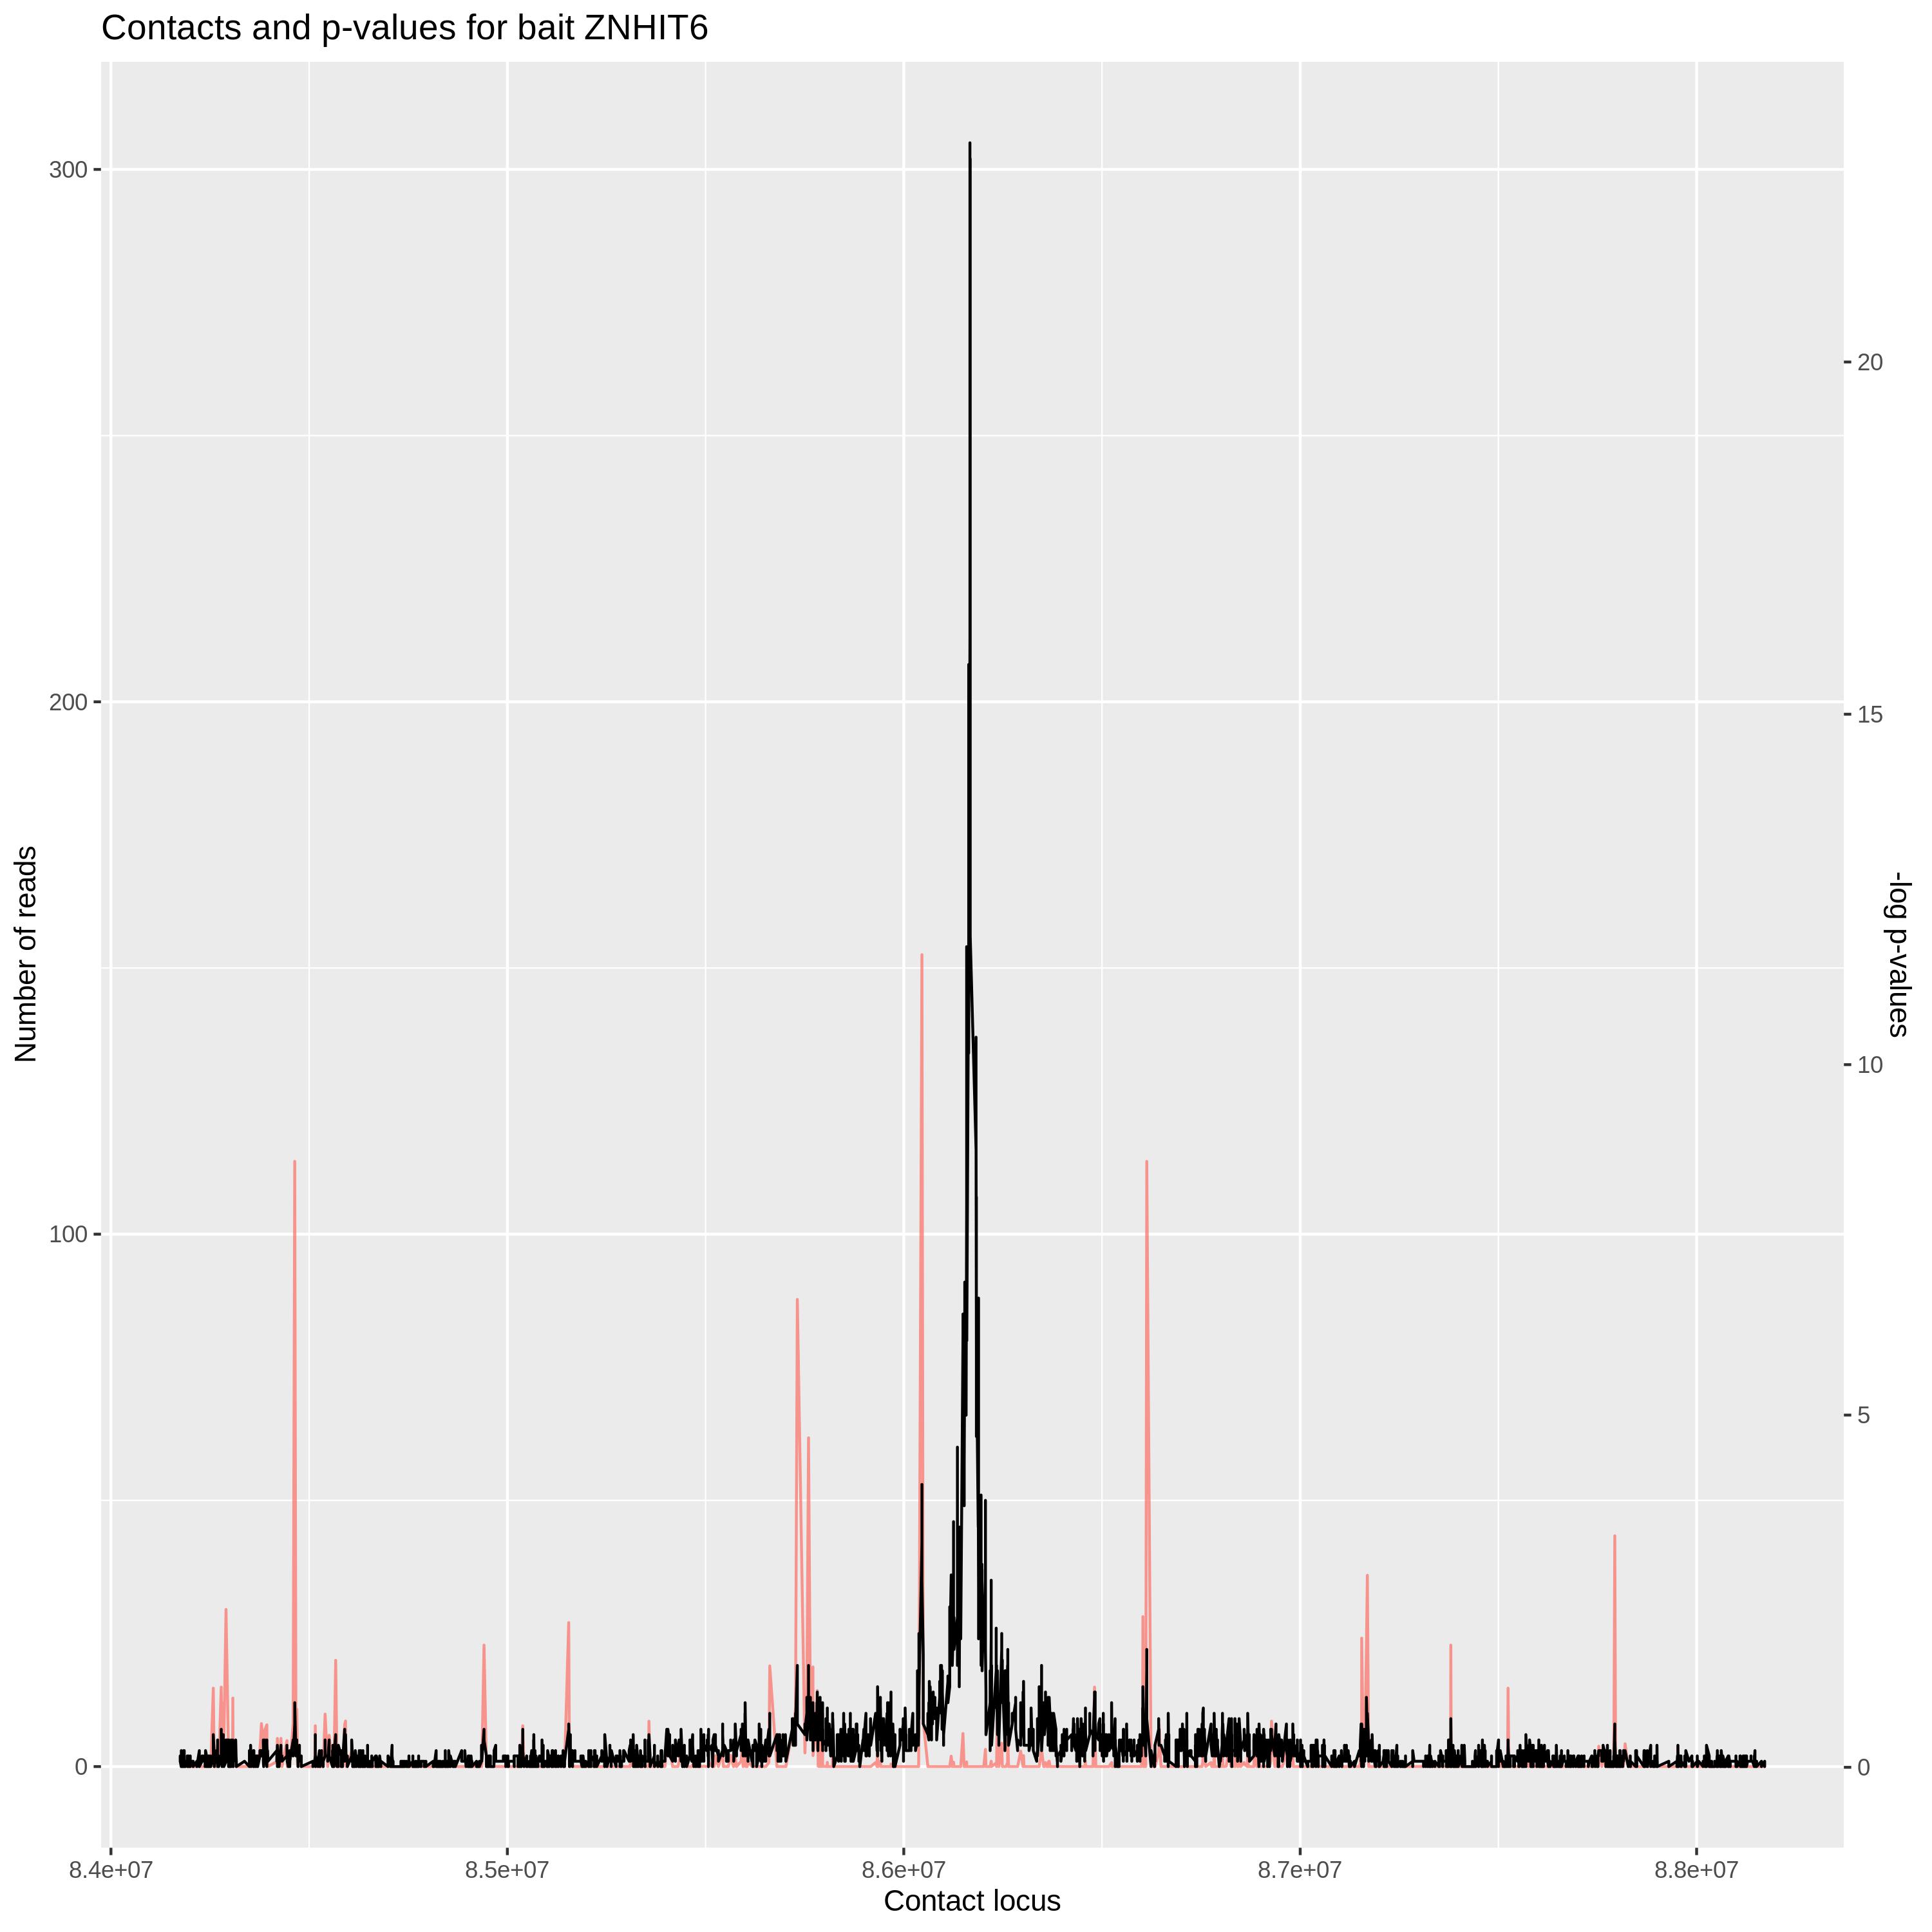 Contacts and p-values for bait ZNHIT6
300
200
100
0
Number of reads
20
15
10
5
0
-log p-values
8.4e+07 8.5e+07 8.6e+07 8.7e+07 8.8e+07
Contact locus